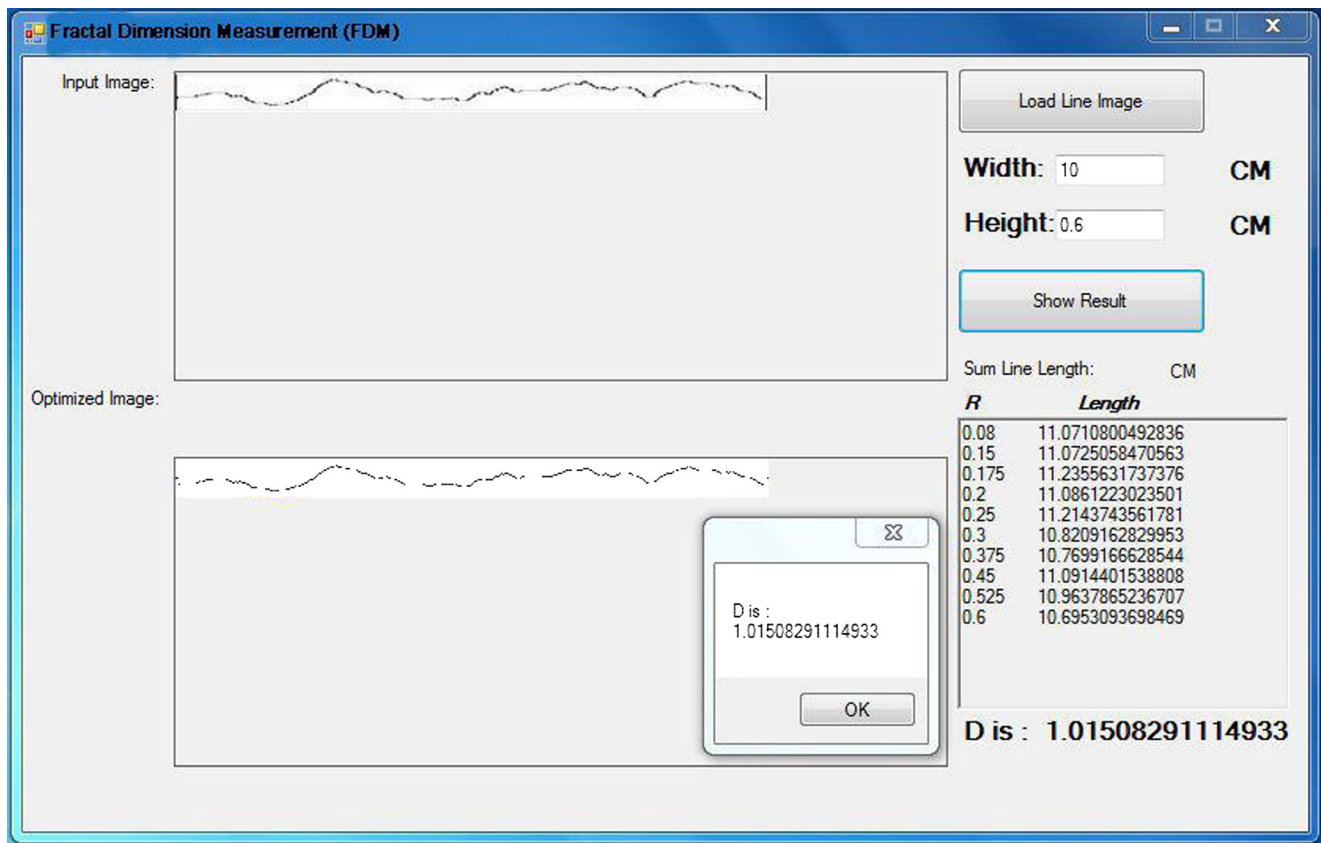 Fractal Dimension Measurement (FDM)
Input Image:
Load Line Image
Width: 10 CM
Height: 0.6 CM
Show Result
Sum Line Length: CM
Optimized Image:
R Length
0.08 11.0710800492836
0.15 11.0725058470563
0.175 11.2355631737376
0.2 11.0861223023501
0.25 11.2143743561781
0.3 10.8209162829953
0.375 10.7699166628544
0.45 11.0914401538808
0.525 10.9637865236707
0.6 10.6953093698469
D is :
1.01508291114933
OK
D is : 1.01508291114933